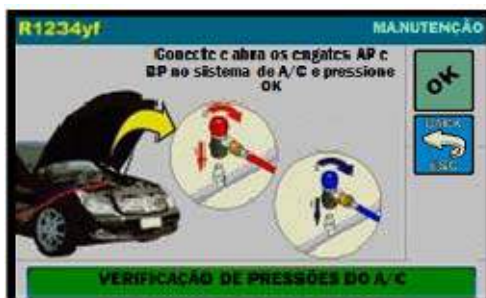 R1234yf
MANUTENÇÃO
Conecte e abra os engates AP e
BP no sistema de A/C e pressione
OK
OK
BACK
ESC
VERIFICAÇÃO DE PRESSÕES DO A/C